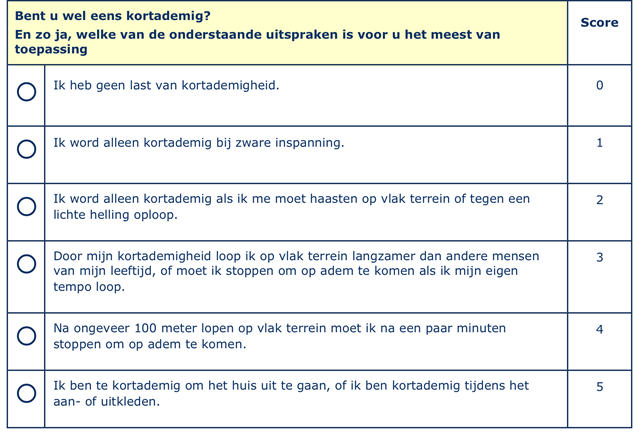 Bent u wel eens kortademig?
En zo ja, welke van de onderstaande uitspraken is voor u het meest van
toepassing
Score
Ik heb geen last van kortademigheid.
0
Ik word alleen kortademig bij zware inspanning.
1
Ik word alleen kortademig als ik me moet haasten op vlak terrein of tegen een
lichte helling oploop.
2
Door mijn kortademigheid loop ik op vlak terrein langzamer dan andere mensen
van mijn leeftijd, of moet ik stoppen om op adem te komen als ik mijn eigen
tempo loop.
3
Na ongeveer 100 meter lopen op vlak terrein moet ik na een paar minuten
stoppen om op adem te komen.
4
Ik ben te kortademig om het huis uit te gaan, of ik ben kortademig tijdens het
aan- of uitkleden.
5